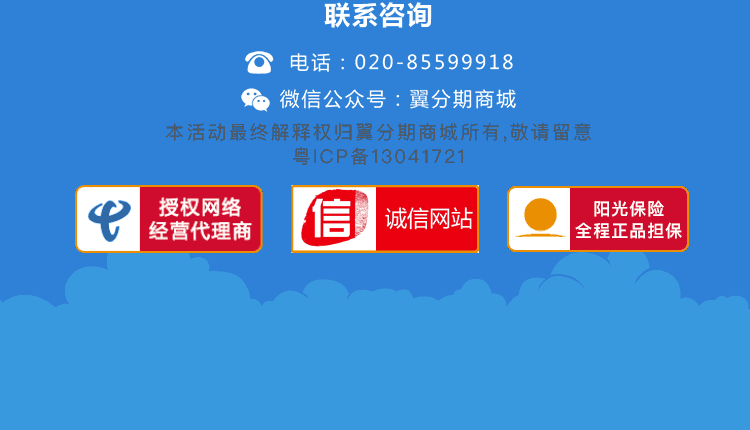 联系咨询
电话：020-85599918
微信公众号：翼分期商城
本活动最终解释权归翼分期商城所有,敬请留意
粤ICP备13041721
授权网络
经营代理商
信
诚信网站
阳光保险
全程正品担保